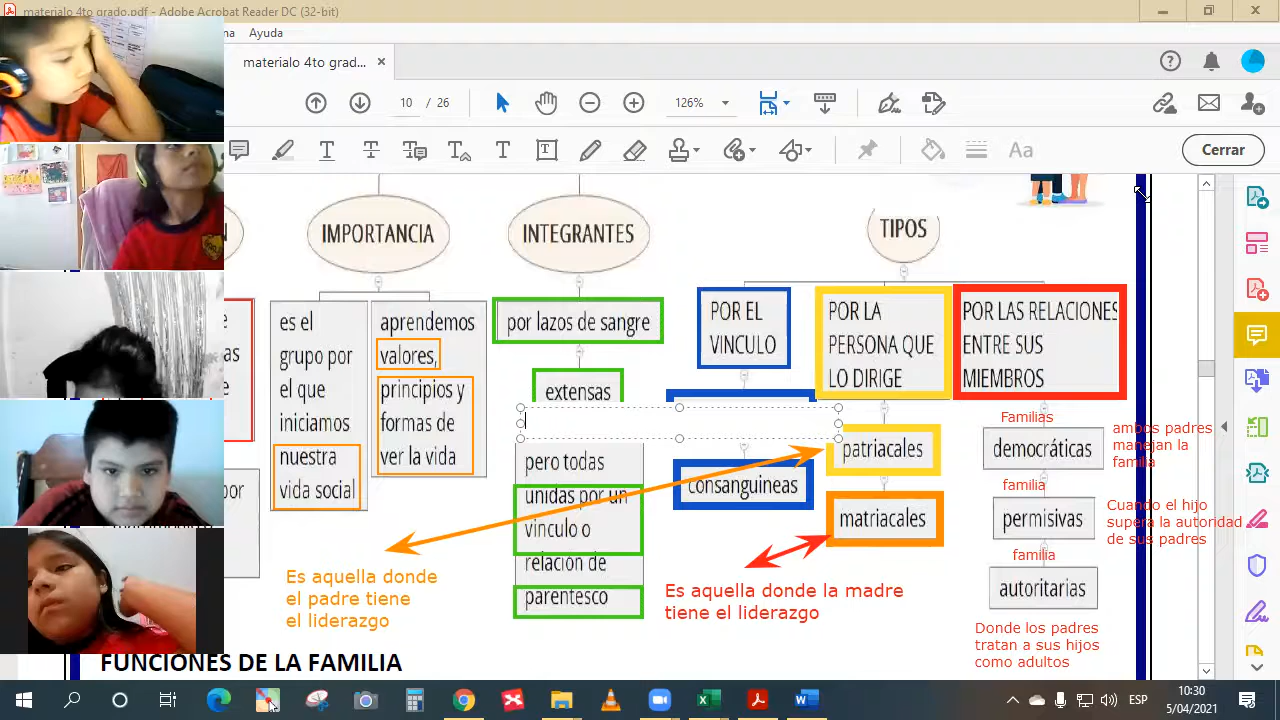 materialo 4to grado.pdf - Adobe Acrobat Reader DC (32-bit)
na Ayuda
materialo 4to grad... ×
10 / 26
126%
Aa
Cerrar
N
IMPORTANCIA
INTEGRANTES
TIPOS
es el
grupo por
el que
iniciamos
nuestra
vida social
aprendemos
valores,
principios y
formas de
ver la vida
por lazos de sangre
extensas
pero todas
unidas por un
vinculo o
relación de
parentesco
POR EL
VINCULO
consanguineas
POR LA
PERSONA QUE
LO DIRIGE
patriacales
matriacales
POR LAS RELACIONES
ENTRE SUS
MIEMBROS
Familias
democráticas
ambos padres
manejan la
familia
familia
permisivas
Cuando el hijo
supera la autoridad
de sus padres
familia
autoritarias
Donde los padres
tratan a sus hijos
como adultos
Es aquella donde
el padre tiene
el liderazgo
Es aquella donde la madre
tiene el liderazgo
por
FUNCIONES DE LA FAMILIA
ESP
10:30
5/04/2021